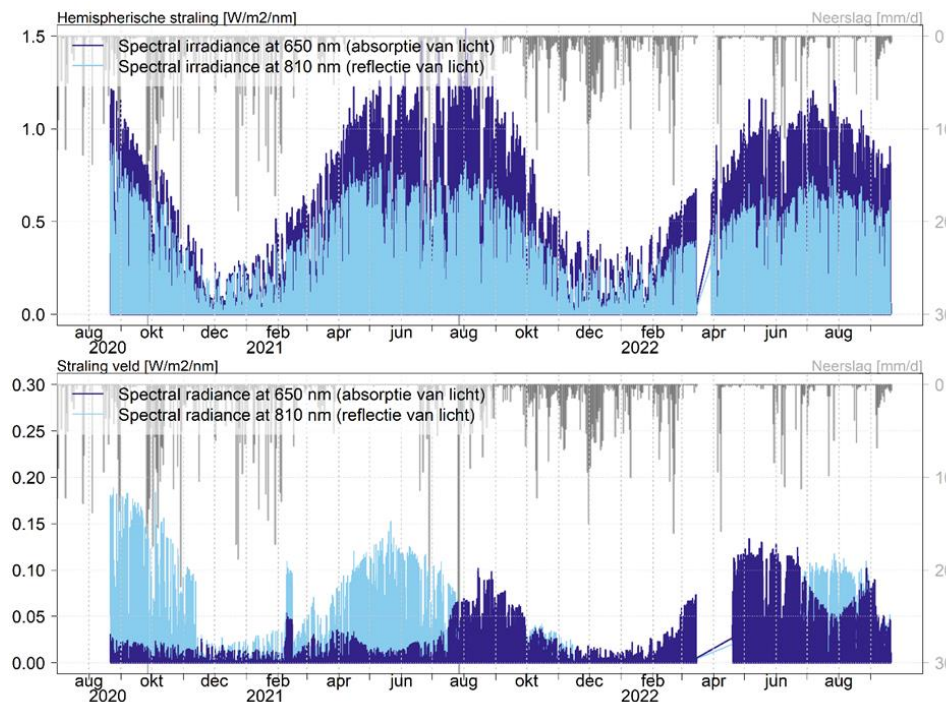 Hemispherische straling [W/m2/nm]
Neerslag [mm/d]
1.5
0
Spectral irradiance at 650 nm (absorptie van licht)
Spectral irradiance at 810 nm (reflectie van licht)
1.0
10
0.5
20
0.0
30
aug okt dec feb apr jun aug okt dec feb apr jun aug
2020 2021 2022
Straling veld [W/m2/nm]
Neerslag [mm/d]
0.30
0
Spectral radiance at 650 nm (absorptie van licht)
Spectral radiance at 810 nm (reflectie van licht)
0.25
0.20
10
0.15
0.10
20
0.05
0.00
30
aug okt dec feb apr jun aug okt dec feb apr jun aug
2020 2021 2022